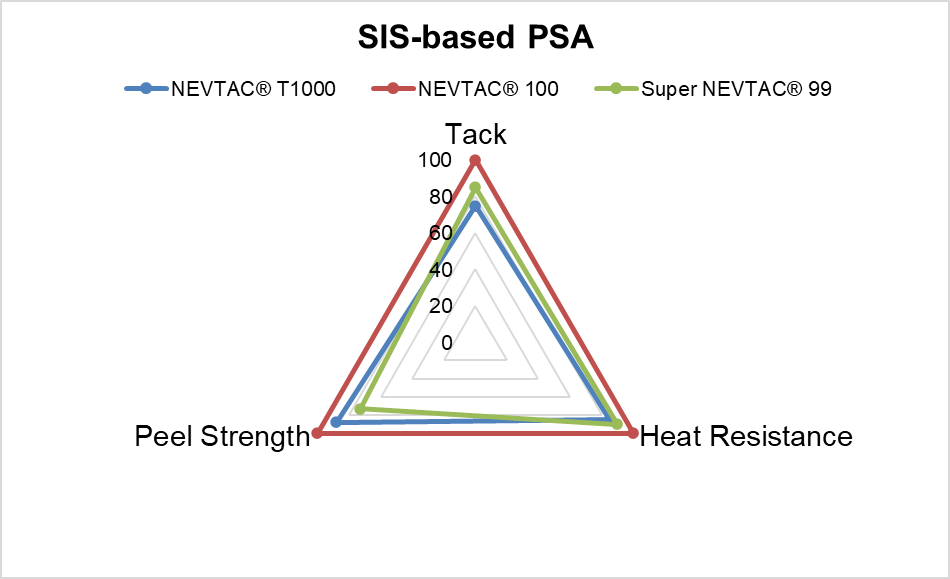 SIS-based PSA
NEVTAC® T1000 NEVTAC® 100 Super NEVTAC® 99
Tack
100
80
60
40
20
0
Peel Strength Heat Resistance